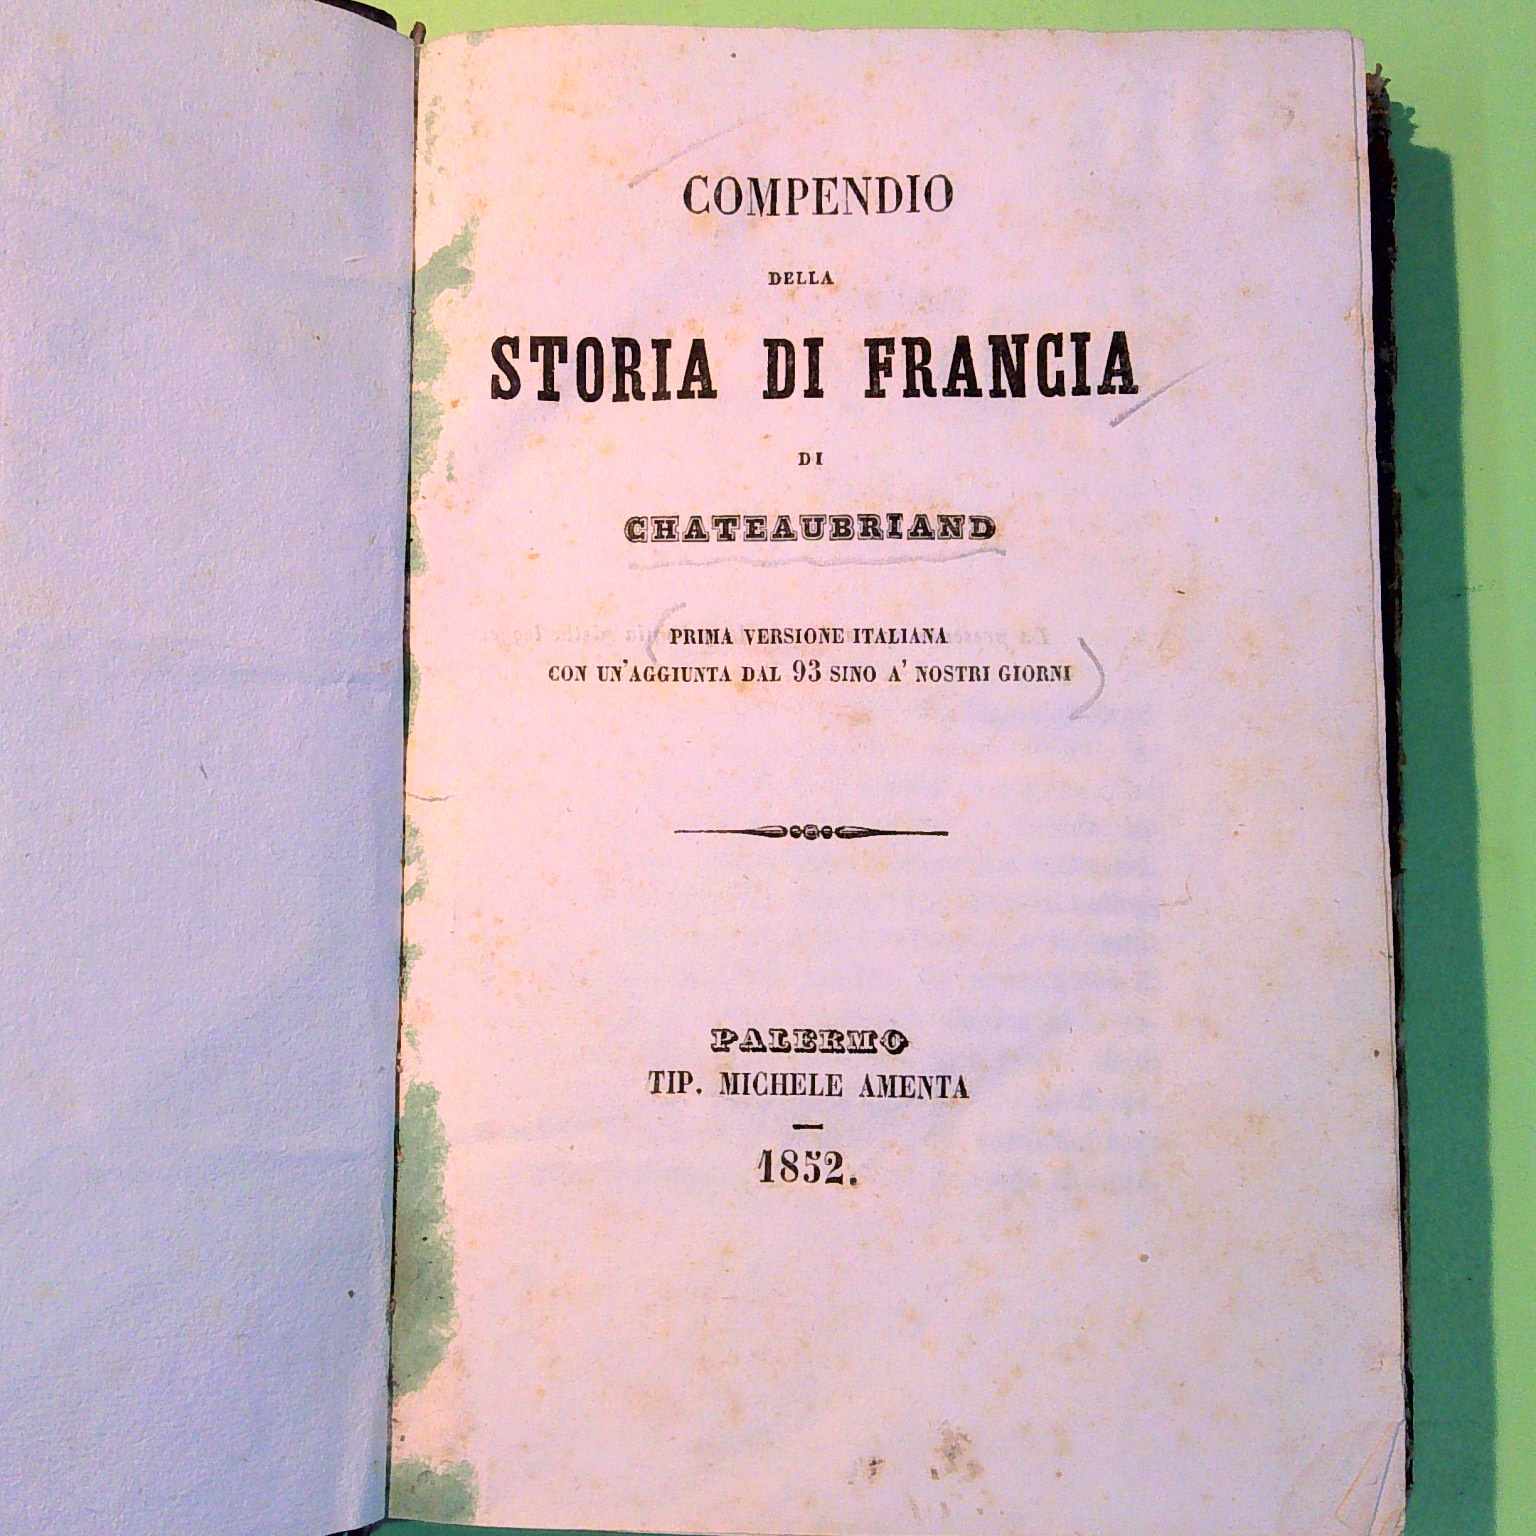 COMPENDIO
DELLA
STORIA DI FRANCIA
DI
CHATEAUBRIAND
PRIMA VERSIONE ITALIANA
CON UN'AGGIUNTA DAL 93 SINO A' NOSTRI GIORNI
PALERMO
TIP. MICHELE AMENTA
1852.